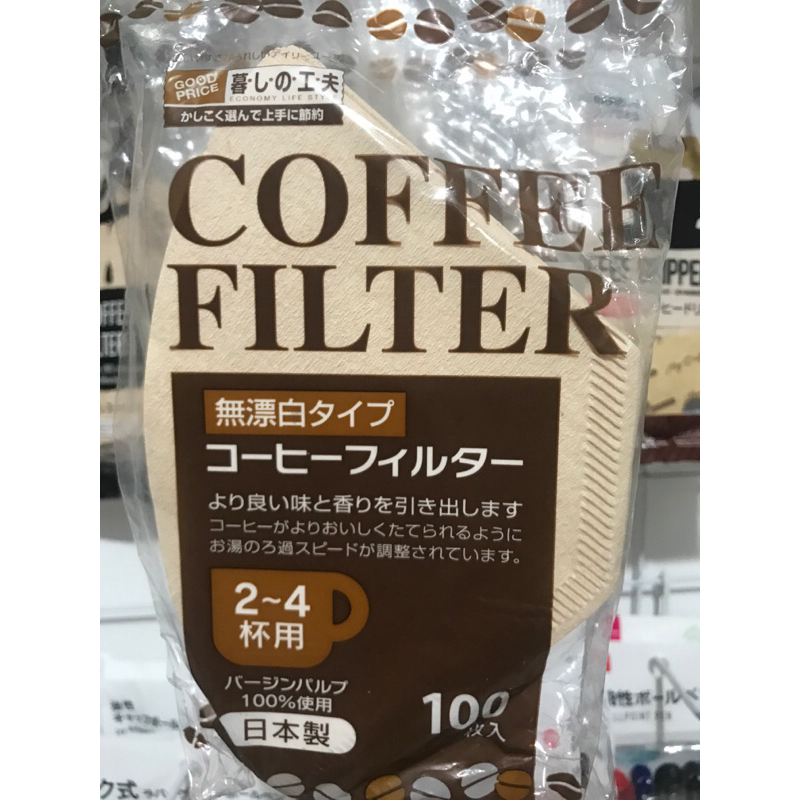 GOOD
PRICE
暮・し・の・工・夫
ECONOMY LIFE STYLE
かしこく選んで上手に節約
COFFEE
FILTER
無漂白タイプ
コーヒーフィルター
より良い味と香りを引き出します
コーヒーがよりおいしくたてられるように
お湯のろ過スピードが調整されています。
2~4
杯用
バージンパルプ
100%使用
日本製
100
枚入